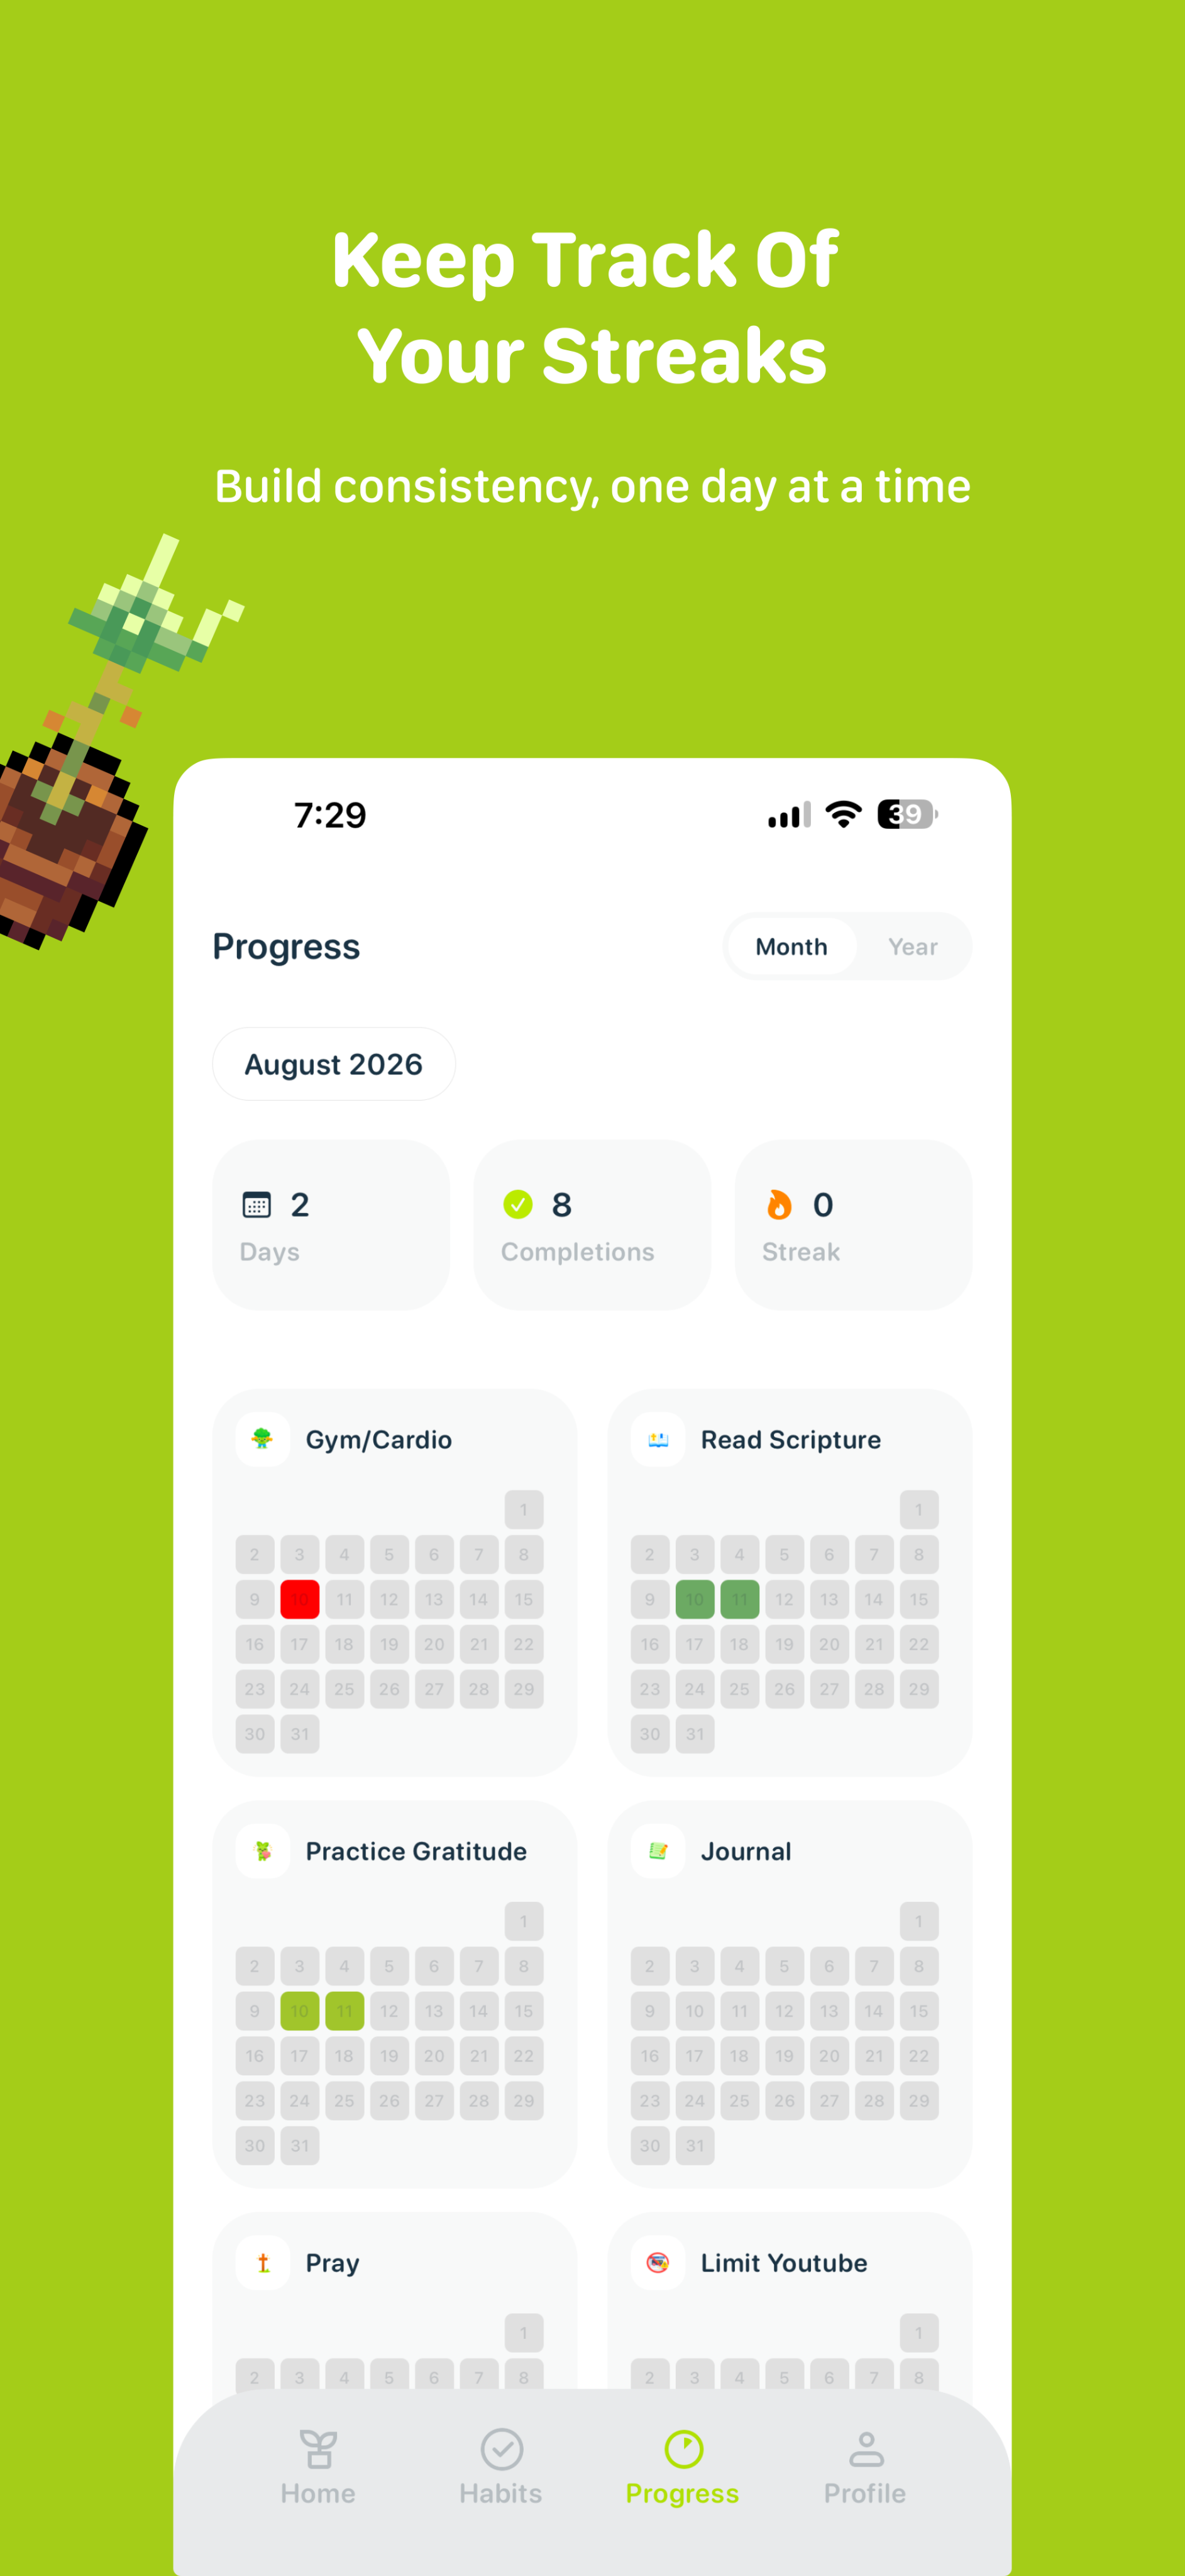 Keep Track Of
Your Streaks
Build consistency, one day at a time
7:29
39
Progress
Month Year
August 2026
2
Days
8
Completions
0
Streak
Gym/Cardio
1
2 3 4 5 6 7 8
9 10 11 12 13 14 15
16 17 18 19 20 21 22
23 24 25 26 27 28 29
30 31
Read Scripture
1
2 3 4 5 6 7 8
9 10 11 12 13 14 15
16 17 18 19 20 21 22
23 24 25 26 27 28 29
30 31
Practice Gratitude
1
2 3 4 5 6 7 8
9 10 11 12 13 14 15
16 17 18 19 20 21 22
23 24 25 26 27 28 29
30 31
Journal
1
2 3 4 5 6 7 8
9 10 11 12 13 14 15
16 17 18 19 20 21 22
23 24 25 26 27 28 29
30 31
Pray
1
2 3 4 5 6 7 8
Limit Youtube
1
2 3 4 5 6 7 8
Home Habits Progress Profile